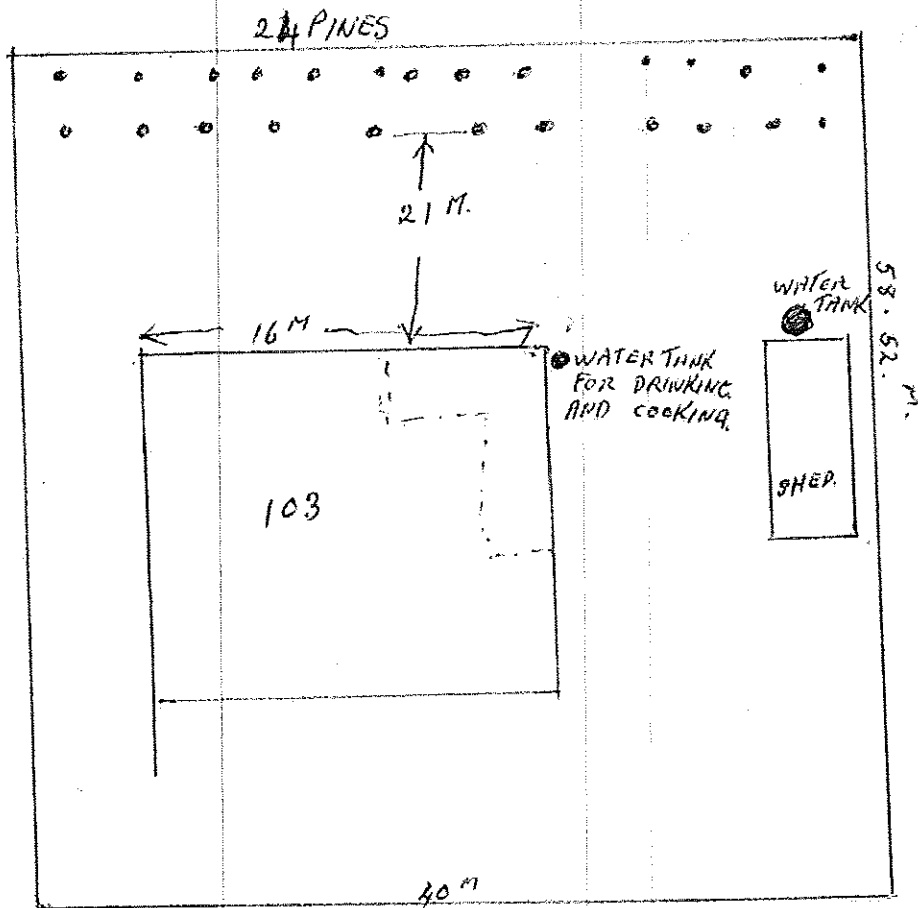 24 PINES
21 M.
WATER
TANK
58.52. M.
16 M
WATER TANK
FOR DRINKING
AND COOKING.
103
SHED.
40 M